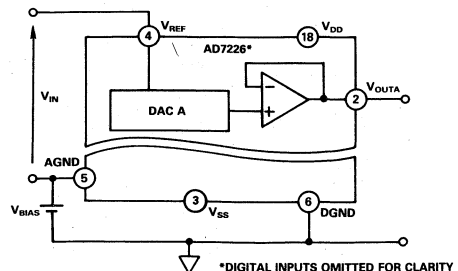 4
VREF
AD7226*
18
VDD
VIN
DAC A
−
+
2
VOUTA
AGND
5
VBIAS
3
VSS
6
DGND
*DIGITAL INPUTS OMITTED FOR CLARITY